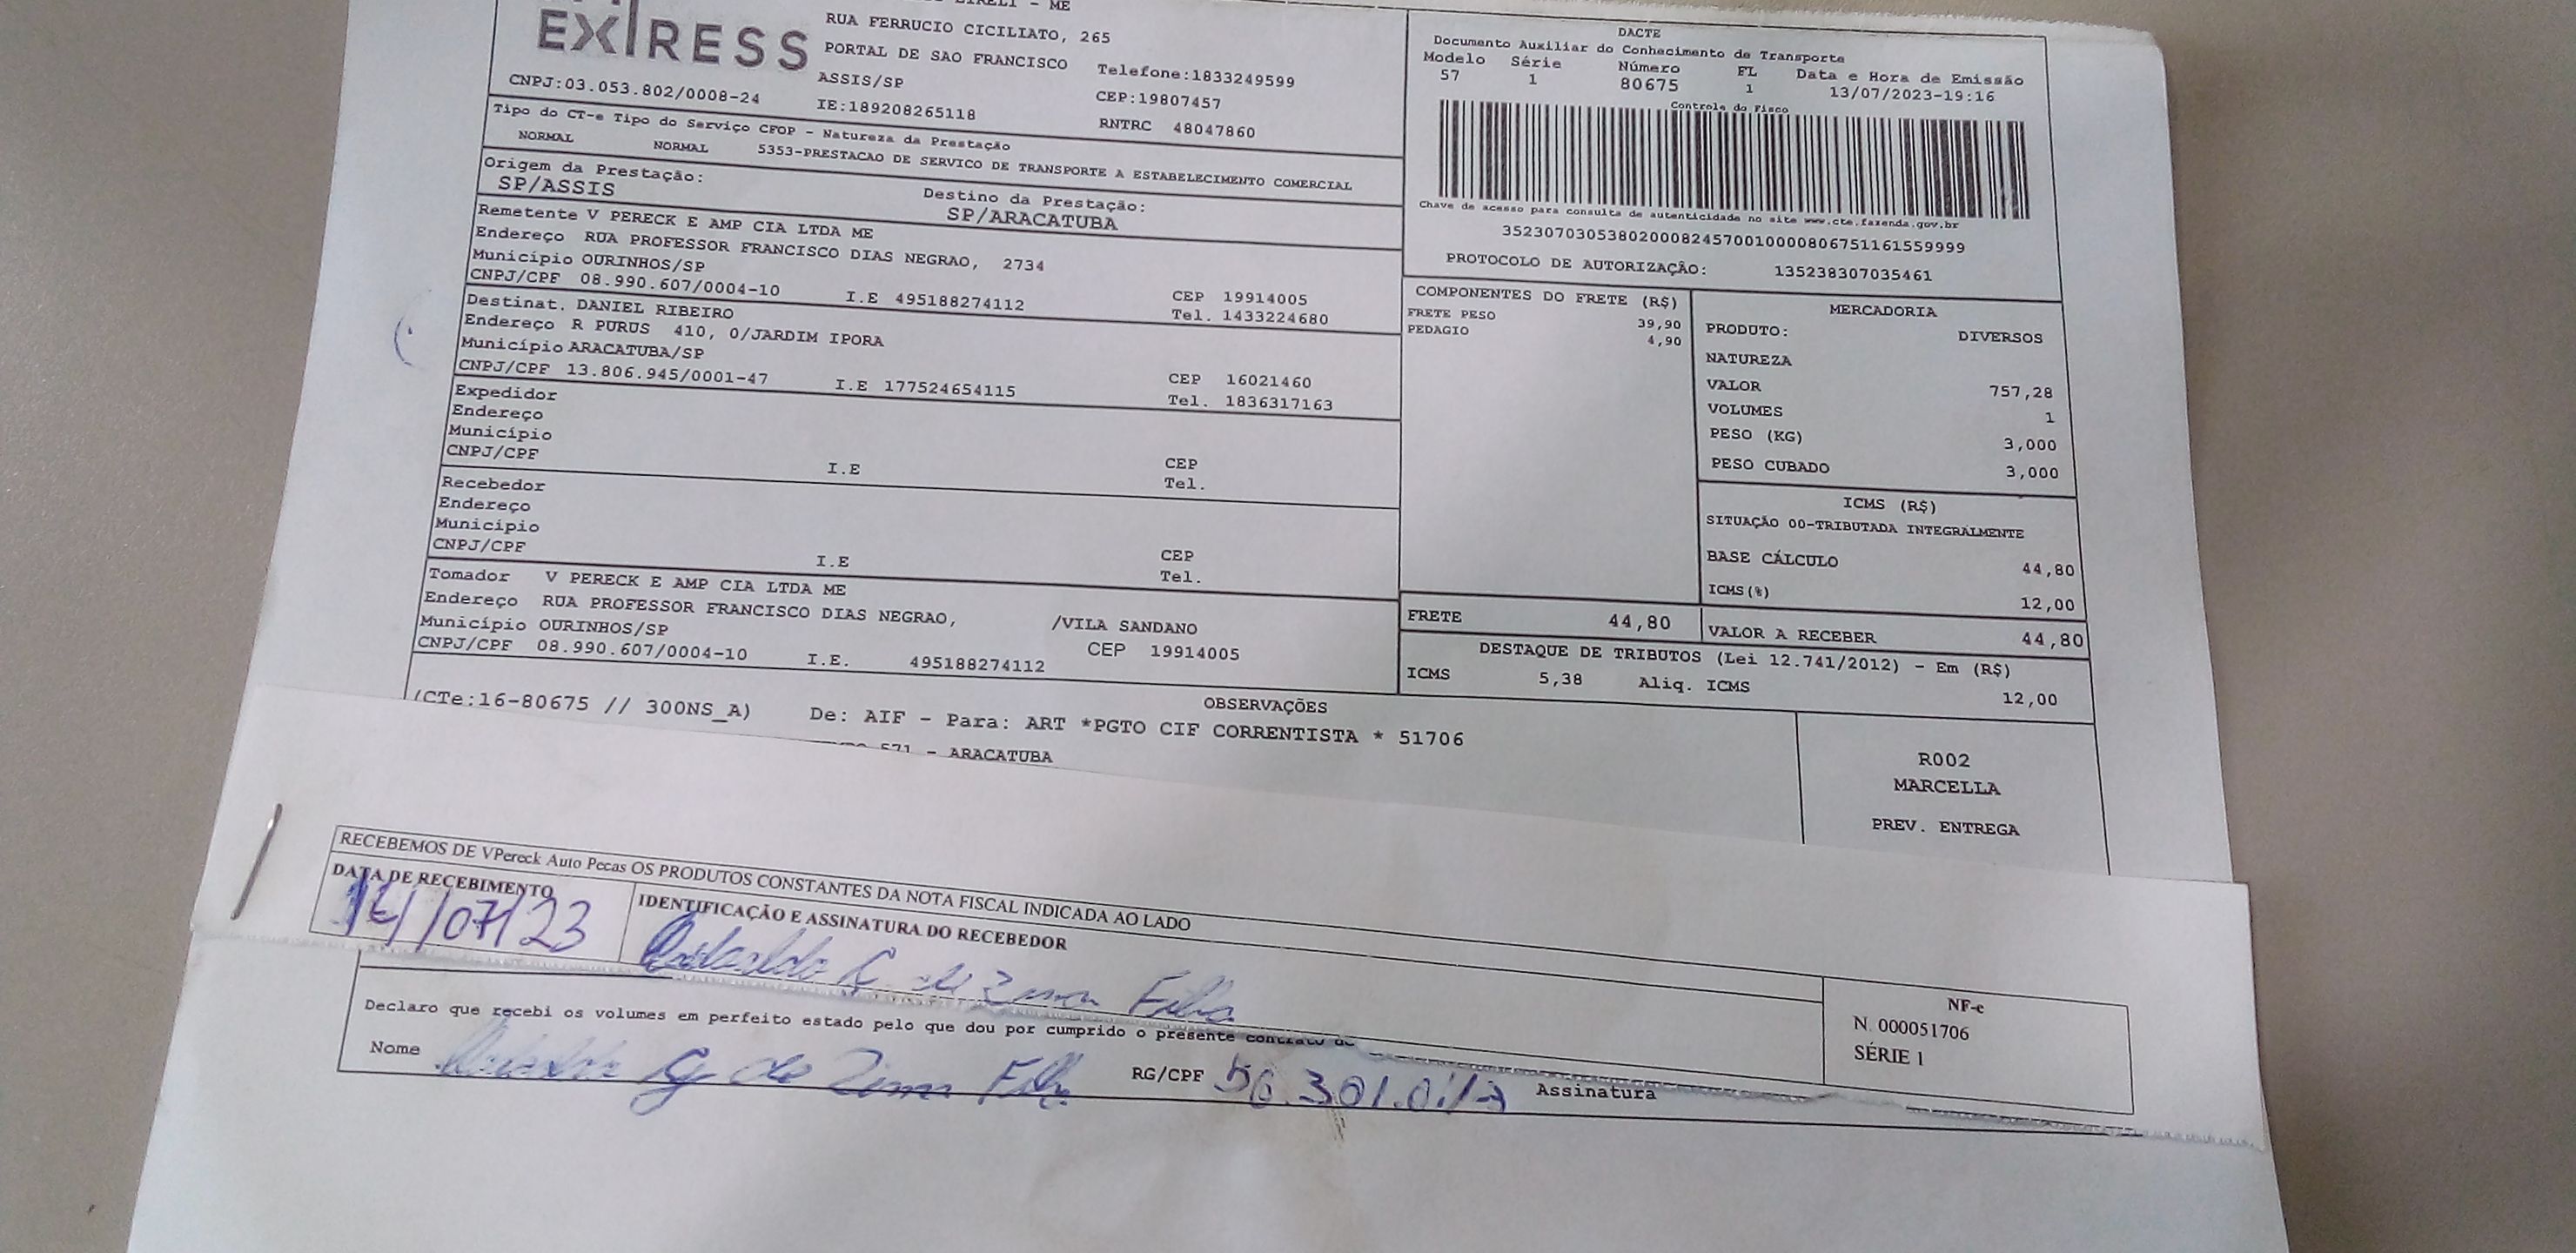 EIRELI - ME
EXPRESS
RUA FERRUCIO CICILIATO, 265
PORTAL DE SAO FRANCISCO
Telefone:1833249599
ASSIS/SP
CEP:19807457
CNPJ:03.053.802/0008-24
IE:189208265118
RNTRC 48047860
Tipo do CT-e Tipo do Serviço CFOP - Natureza da Prestação
NORMAL NORMAL 5353-PRESTACAO DE SERVICO DE TRANSPORTE A ESTABELECIMENTO COMERCIAL
Origem da Prestação:
SP/ASSIS
Destino da Prestação:
SP/ARACATUBA
Remetente V PERECK E AMP CIA LTDA ME
Endereço RUA PROFESSOR FRANCISCO DIAS NEGRAO, 2734
Município OURINHOS/SP
CEP 19914005
CNPJ/CPF 08.990.607/0004-10 I.E 495188274112
Tel. 1433224680
Destinat. DANIEL RIBEIRO
Endereço R PURUS 410, 0/JARDIM IPORA
Município ARACATUBA/SP
CEP 16021460
CNPJ/CPF 13.806.945/0001-47 I.E 177524654115
Tel. 1836317163
Expedidor
Endereço
Município
CEP
CNPJ/CPF I.E
Tel.
Recebedor
Endereço
Município
CEP
CNPJ/CPF I.E
Tel.
Tomador V PERECK E AMP CIA LTDA ME
Endereço RUA PROFESSOR FRANCISCO DIAS NEGRAO, /VILA SANDANO
Município OURINHOS/SP
CEP 19914005
CNPJ/CPF 08.990.607/0004-10 I.E. 495188274112
DACTE
Documento Auxiliar do Conhecimento de Transporte
Modelo Série Número FL Data e Hora de Emissão
57 1 80675 1 13/07/2023-19:16
Controle do Fisco
Chave de acesso para consulta de autenticidade no site www.cte.fazenda.gov.br
35230703053802000824570010000806751161559999
PROTOCOLO DE AUTORIZAÇÃO: 135238307035461
COMPONENTES DO FRETE (R$)
FRETE PESO 39,90
PEDAGIO 4,90
MERCADORIA
PRODUTO: DIVERSOS
NATUREZA
VALOR 757,28
VOLUMES 1
PESO (KG) 3,000
PESO CUBADO 3,000
ICMS (R$)
SITUAÇÃO 00-TRIBUTADA INTEGRALMENTE
BASE CÁLCULO 44,80
ICMS(%) 12,00
FRETE 44,80 VALOR A RECEBER 44,80
DESTAQUE DE TRIBUTOS (Lei 12.741/2012) - Em (R$)
ICMS 5,38 Aliq. ICMS 12,00
OBSERVAÇÕES
(CTe:16-80675 // 300NS_A) De: AIF - Para: ART *PGTO CIF CORRENTISTA * 51706
571 - ARACATUBA
R002
MARCELLA
PREV. ENTREGA
RECEBEMOS DE VPereck Auto Pecas OS PRODUTOS CONSTANTES DA NOTA FISCAL INDICADA AO LADO
DATA DE RECEBIMENTO
/07/23
IDENTIFICAÇÃO E ASSINATURA DO RECEBEDOR
de Filho
NF-e
N. 000051706
SÉRIE 1
Declaro que recebi os volumes em perfeito estado pelo que dou por cumprido o presente contrato de
Nome de Filho RG/CPF Assinatura